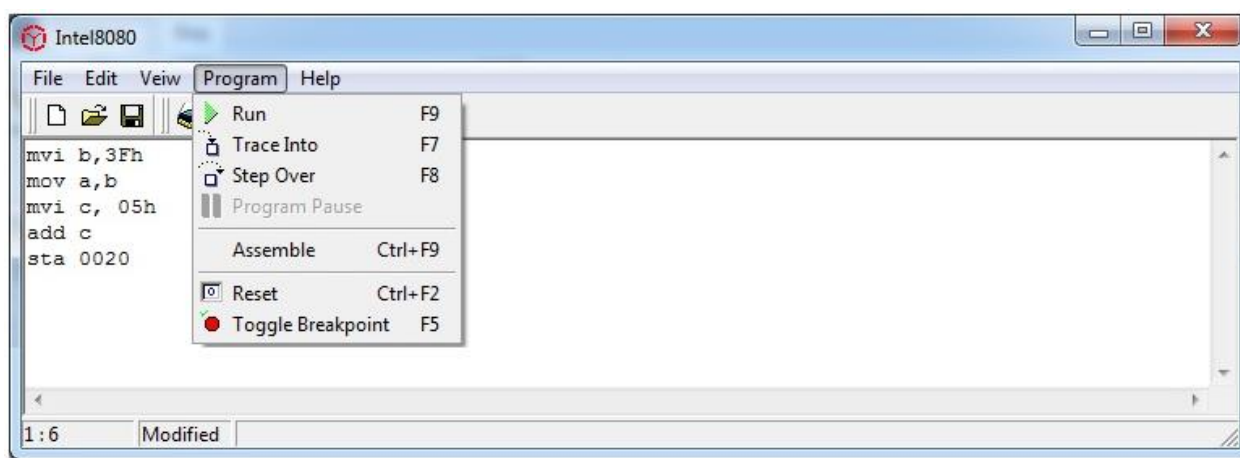 Intel8080
File Edit Veiw Program Help
Run F9
Trace Into F7
Step Over F8
Program Pause
Assemble Ctrl+F9
Reset Ctrl+F2
Toggle Breakpoint F5
mvi b,3Fh
mov a,b
mvi c, 05h
add c
sta 0020
1:6 Modified